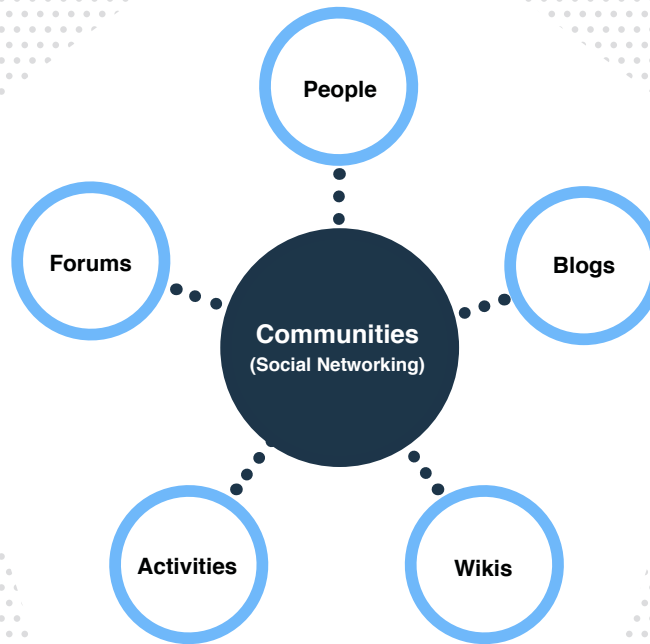 People
Forums
Blogs
Communities
(Social Networking)
Activities
Wikis